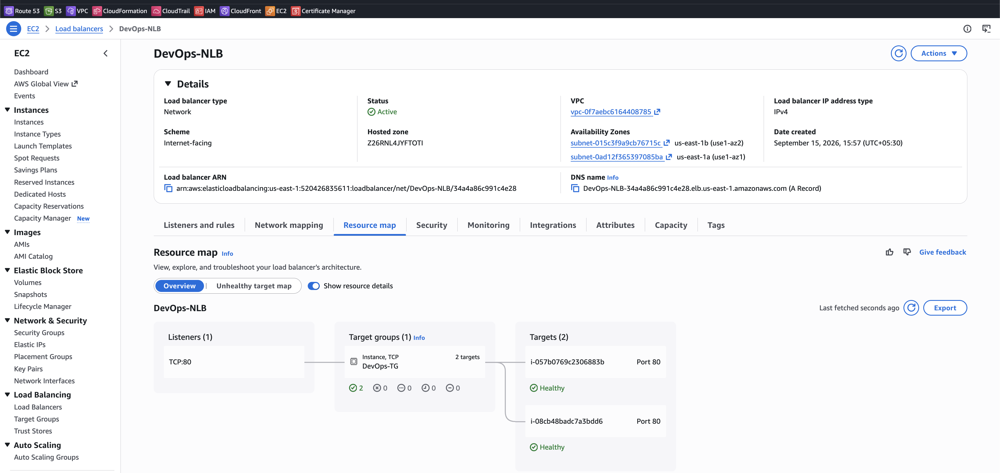 Route 53 S3 VPC CloudFormation CloudTrail IAM CloudFront EC2 Certificate Manager
EC2 Load balancers DevOps-NLB
EC2
Dashboard
AWS Global View
Events
Instances
Instances
Instance Types
Launch Templates
Spot Requests
Savings Plans
Reserved Instances
Dedicated Hosts
Capacity Reservations
Capacity Manager New
Images
AMIs
AMI Catalog
Elastic Block Store
Volumes
Snapshots
Lifecycle Manager
Network & Security
Security Groups
Elastic IPs
Placement Groups
Key Pairs
Network Interfaces
Load Balancing
Load Balancers
Target Groups
Trust Stores
Auto Scaling
Auto Scaling Groups
DevOps-NLB
Actions
Details
Load balancer type
Network
Status
Active
VPC
vpc-0f7aebc6164408785
Load balancer IP address type
IPv4
Scheme
Internet-facing
Hosted zone
Z26RNL4JYFTOTI
Availability Zones
subnet-015c3f9a9cb76715c us-east-1b (use1-az2)
subnet-0ad12f365397085ba us-east-1a (use1-az1)
Date created
September 15, 2026, 15:57 (UTC+05:30)
Load balancer ARN
arn:aws:elasticloadbalancing:us-east-1:520426835611:loadbalancer/net/DevOps-NLB/34a4a86c991c4e28
DNS name Info
DevOps-NLB-34a4a86c991c4e28.elb.us-east-1.amazonaws.com (A Record)
Listeners and rules Network mapping Resource map Security Monitoring Integrations Attributes Capacity Tags
Resource map Info
Give feedback
View, explore, and troubleshoot your load balancer's architecture.
Overview Unhealthy target map Show resource details
DevOps-NLB
Last fetched seconds ago Export
Listeners (1)
TCP:80
Target groups (1) Info
Instance, TCP 2 targets
DevOps-TG
2 0 0 0 0
Targets (2)
i-057b0769c2306883b Port 80
Healthy
i-08cb48badc7a3bdd6 Port 80
Healthy